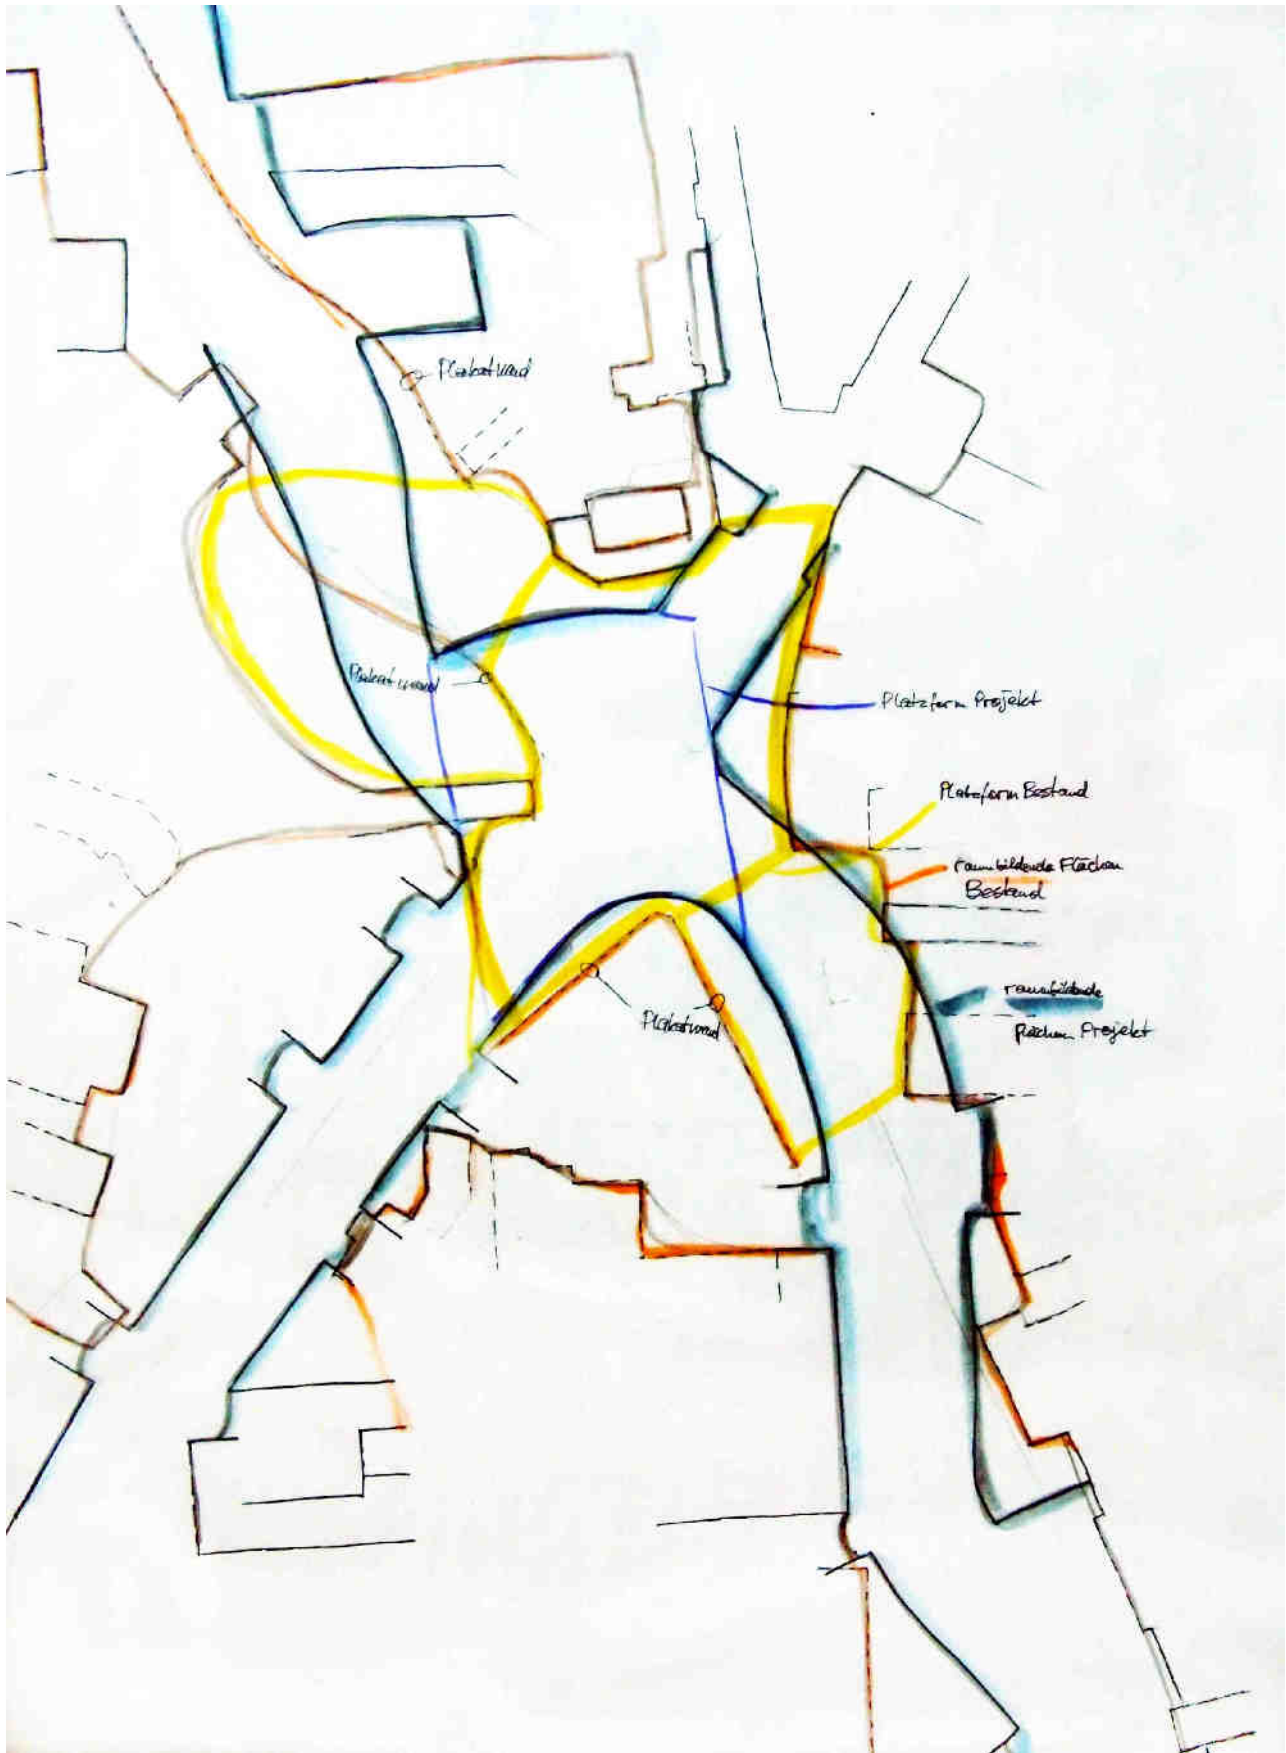 Plakatwand
Plakatwand
Platzform Projekt
Platzform Bestand
raumbildende Flächen
Bestand
raumbildende
Flächen Projekt
Plakatwand